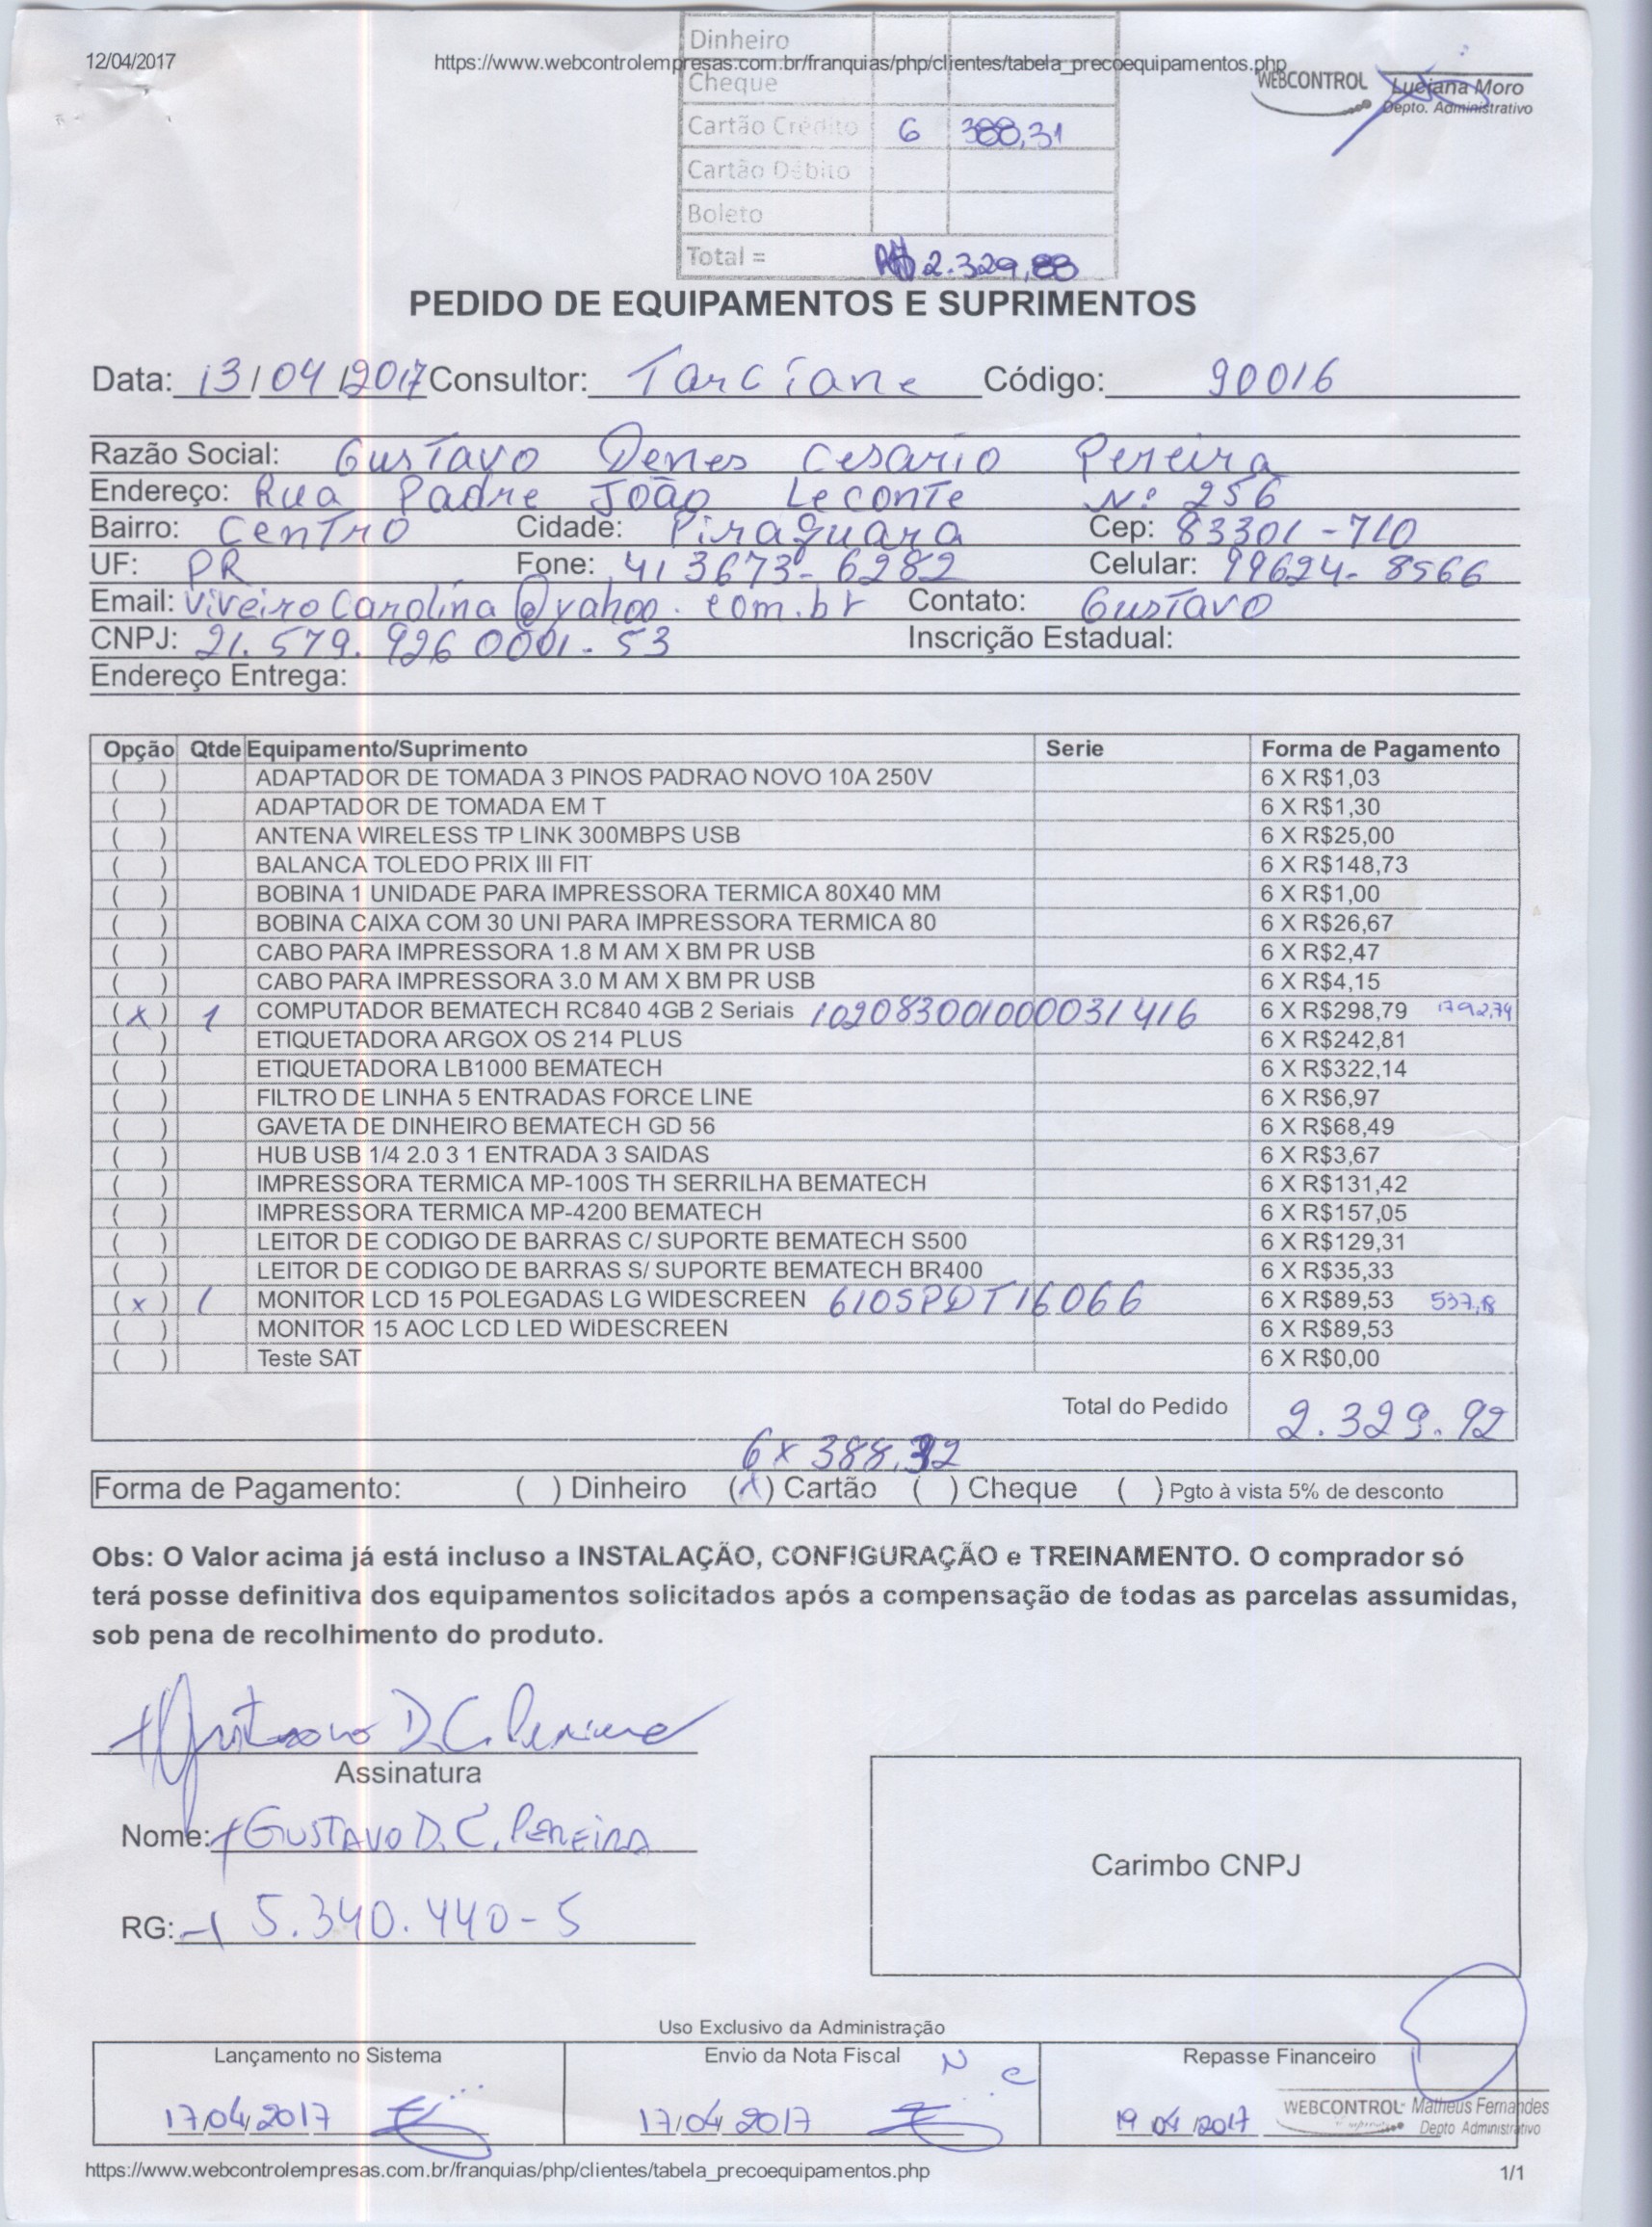 12/04/2017 https://www.webcontrolempresas.com.br/franquias/php/clientes/tabela_precoequipamentos.php
Dinheiro
Cheque
Cartão Crédito 6 388,31
Cartão Débito
Boleto
Total = R$ 2.329,88
WEBCONTROL Luciana Moro
Depto. Administrativo
PEDIDO DE EQUIPAMENTOS E SUPRIMENTOS
Data: 13/04/2017 Consultor: Tarciane Código: 90016
Razão Social: Gustavo Denes Cesario Pereira
Endereço: Rua Padre João Leconte Nº 256
Bairro: Centro Cidade: Piraquara Cep: 83301-710
UF: PR Fone: 41 3673-6282 Celular: 99624-8566
Email: viveirocarolina@yahoo.com.br Contato: Gustavo
CNPJ: 21.579.926 0001-53 Inscrição Estadual:
Endereço Entrega:
Opção Qtde Equipamento/Suprimento Serie Forma de Pagamento
( ) ADAPTADOR DE TOMADA 3 PINOS PADRAO NOVO 10A 250V 6 X R$1,03
( ) ADAPTADOR DE TOMADA EM T 6 X R$1,30
( ) ANTENA WIRELESS TP LINK 300MBPS USB 6 X R$25,00
( ) BALANCA TOLEDO PRIX III FIT 6 X R$148,73
( ) BOBINA 1 UNIDADE PARA IMPRESSORA TERMICA 80X40 MM 6 X R$1,00
( ) BOBINA CAIXA COM 30 UNI PARA IMPRESSORA TERMICA 80 6 X R$26,67
( ) CABO PARA IMPRESSORA 1.8 M AM X BM PR USB 6 X R$2,47
( ) CABO PARA IMPRESSORA 3.0 M AM X BM PR USB 6 X R$4,15
(x) 1 COMPUTADOR BEMATECH RC840 4GB 2 Seriais 102083001000031416 6 X R$298,79 1792,74
( ) ETIQUETADORA ARGOX OS 214 PLUS 6 X R$242,81
( ) ETIQUETADORA LB1000 BEMATECH 6 X R$322,14
( ) FILTRO DE LINHA 5 ENTRADAS FORCE LINE 6 X R$6,97
( ) GAVETA DE DINHEIRO BEMATECH GD 56 6 X R$68,49
( ) HUB USB 1/4 2.0 3 1 ENTRADA 3 SAIDAS 6 X R$3,67
( ) IMPRESSORA TERMICA MP-100S TH SERRILHA BEMATECH 6 X R$131,42
( ) IMPRESSORA TERMICA MP-4200 BEMATECH 6 X R$157,05
( ) LEITOR DE CODIGO DE BARRAS C/ SUPORTE BEMATECH S500 6 X R$129,31
( ) LEITOR DE CODIGO DE BARRAS S/ SUPORTE BEMATECH BR400 6 X R$35,33
(x) 1 MONITOR LCD 15 POLEGADAS LG WIDESCREEN 610SPDT16066 6 X R$89,53
( ) MONITOR 15 AOC LCD LED WIDESCREEN 6 X R$89,53
( ) Teste SAT 6 X R$0,00
Total do Pedido 2.329.92
6x 388,32
Forma de Pagamento: ( ) Dinheiro (x) Cartão ( ) Cheque ( ) Pgto à vista 5% de desconto
Obs: O Valor acima já está incluso a INSTALAÇÃO, CONFIGURAÇÃO e TREINAMENTO. O comprador só
terá posse definitiva dos equipamentos solicitados após a compensação de todas as parcelas assumidas,
sob pena de recolhimento do produto.
Gustavo D.C. Pereira
Assinatura
Nome: GUSTAVO D. C. PEREIRA
RG: 5.340.440-5
Carimbo CNPJ
Uso Exclusivo da Administração
Lançamento no Sistema Envio da Nota Fiscal Repasse Financeiro
17/04/2017 17/04/2017 19/04/2017
WEBCONTROL Matheus Fernandes
Depto Administrativo
https://www.webcontrolempresas.com.br/franquias/php/clientes/tabela_precoequipamentos.php 1/1